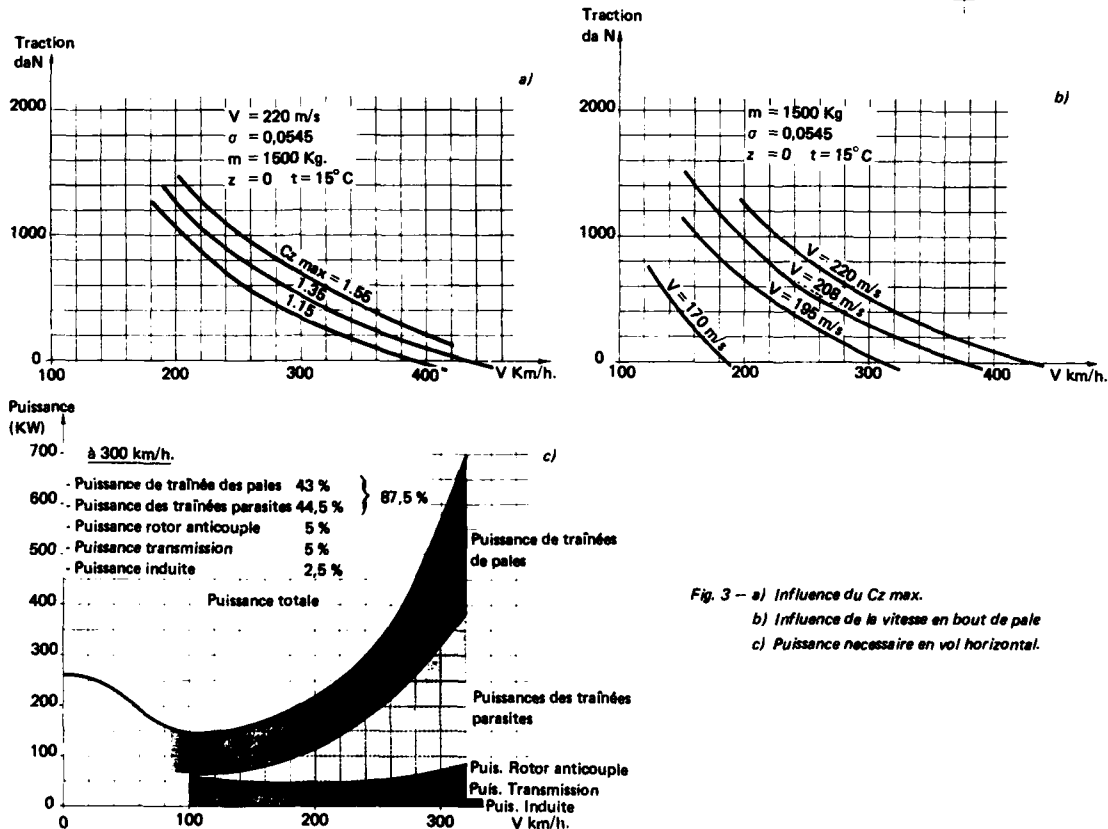 Traction
daN
a)
2000
1000
0
100
200
300
400
V Km/h.
V = 220 m/s
σ = 0,0545
m = 1500 Kg.
z = 0 t = 15° C
Cz max = 1.55
1.35
1.15
Traction
da N
b)
2000
1000
0
100
200
300
400
V km/h.
m = 1500 Kg
σ = 0,0545
z = 0 t = 15° C
V = 220 m/s
V = 208 m/s
V = 195 m/s
V = 170 m/s
Puissance
(KW)
c)
700
600
500
400
300
200
100
0
0
100
200
300
V km/h.
à 300 km/h.
- Puissance de traînée des pales 43 %
- Puissance des traînées parasites 44,5 %
87,5 %
- Puissance rotor anticouple 5 %
- Puissance transmission 5 %
- Puissance induite 2,5 %
Puissance totale
Puissance de traînées
de pales
Puissances des traînées
parasites
Puis. Rotor anticouple
Puis. Transmission
Puis. Induite
Fig. 3 – a) Influence du Cz max.
b) Influence de la vitesse en bout de pale
c) Puissance necessaire en vol horizontal.